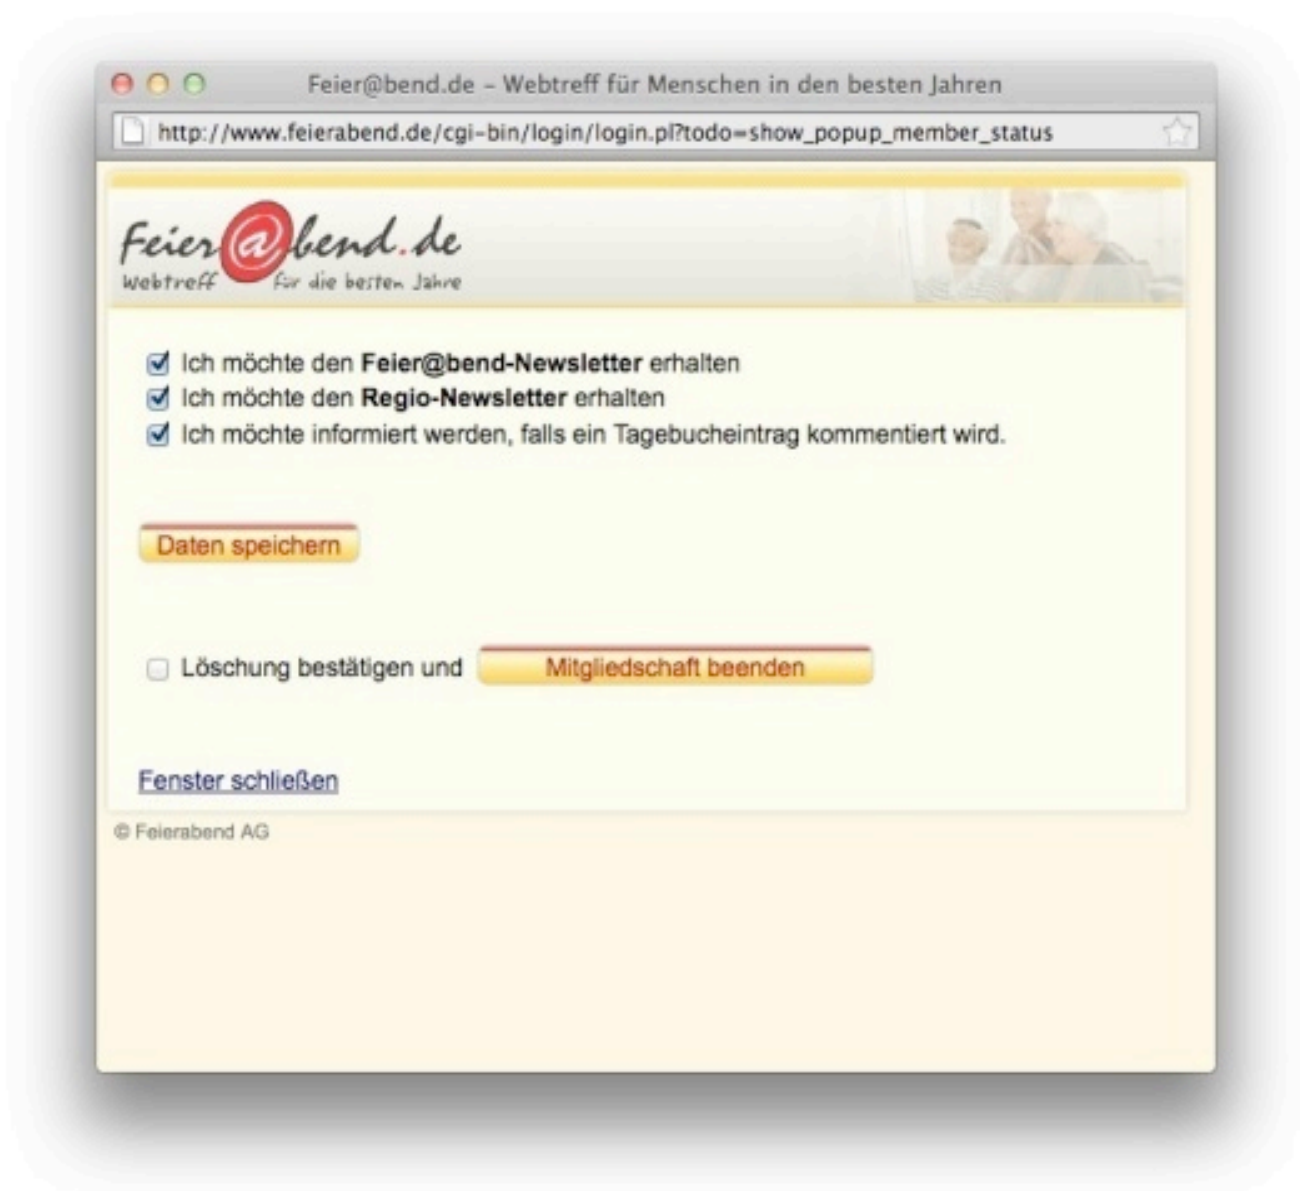 Feier@bend.de – Webtreff für Menschen in den besten Jahren
http://www.feierabend.de/cgi-bin/login/login.pl?todo=show_popup_member_status
Feier@bend.de
Webtreff für die besten Jahre
Ich möchte den Feier@bend-Newsletter erhalten
Ich möchte den Regio-Newsletter erhalten
Ich möchte informiert werden, falls ein Tagebucheintrag kommentiert wird.
Daten speichern
Löschung bestätigen und Mitgliedschaft beenden
Fenster schließen
© Feierabend AG